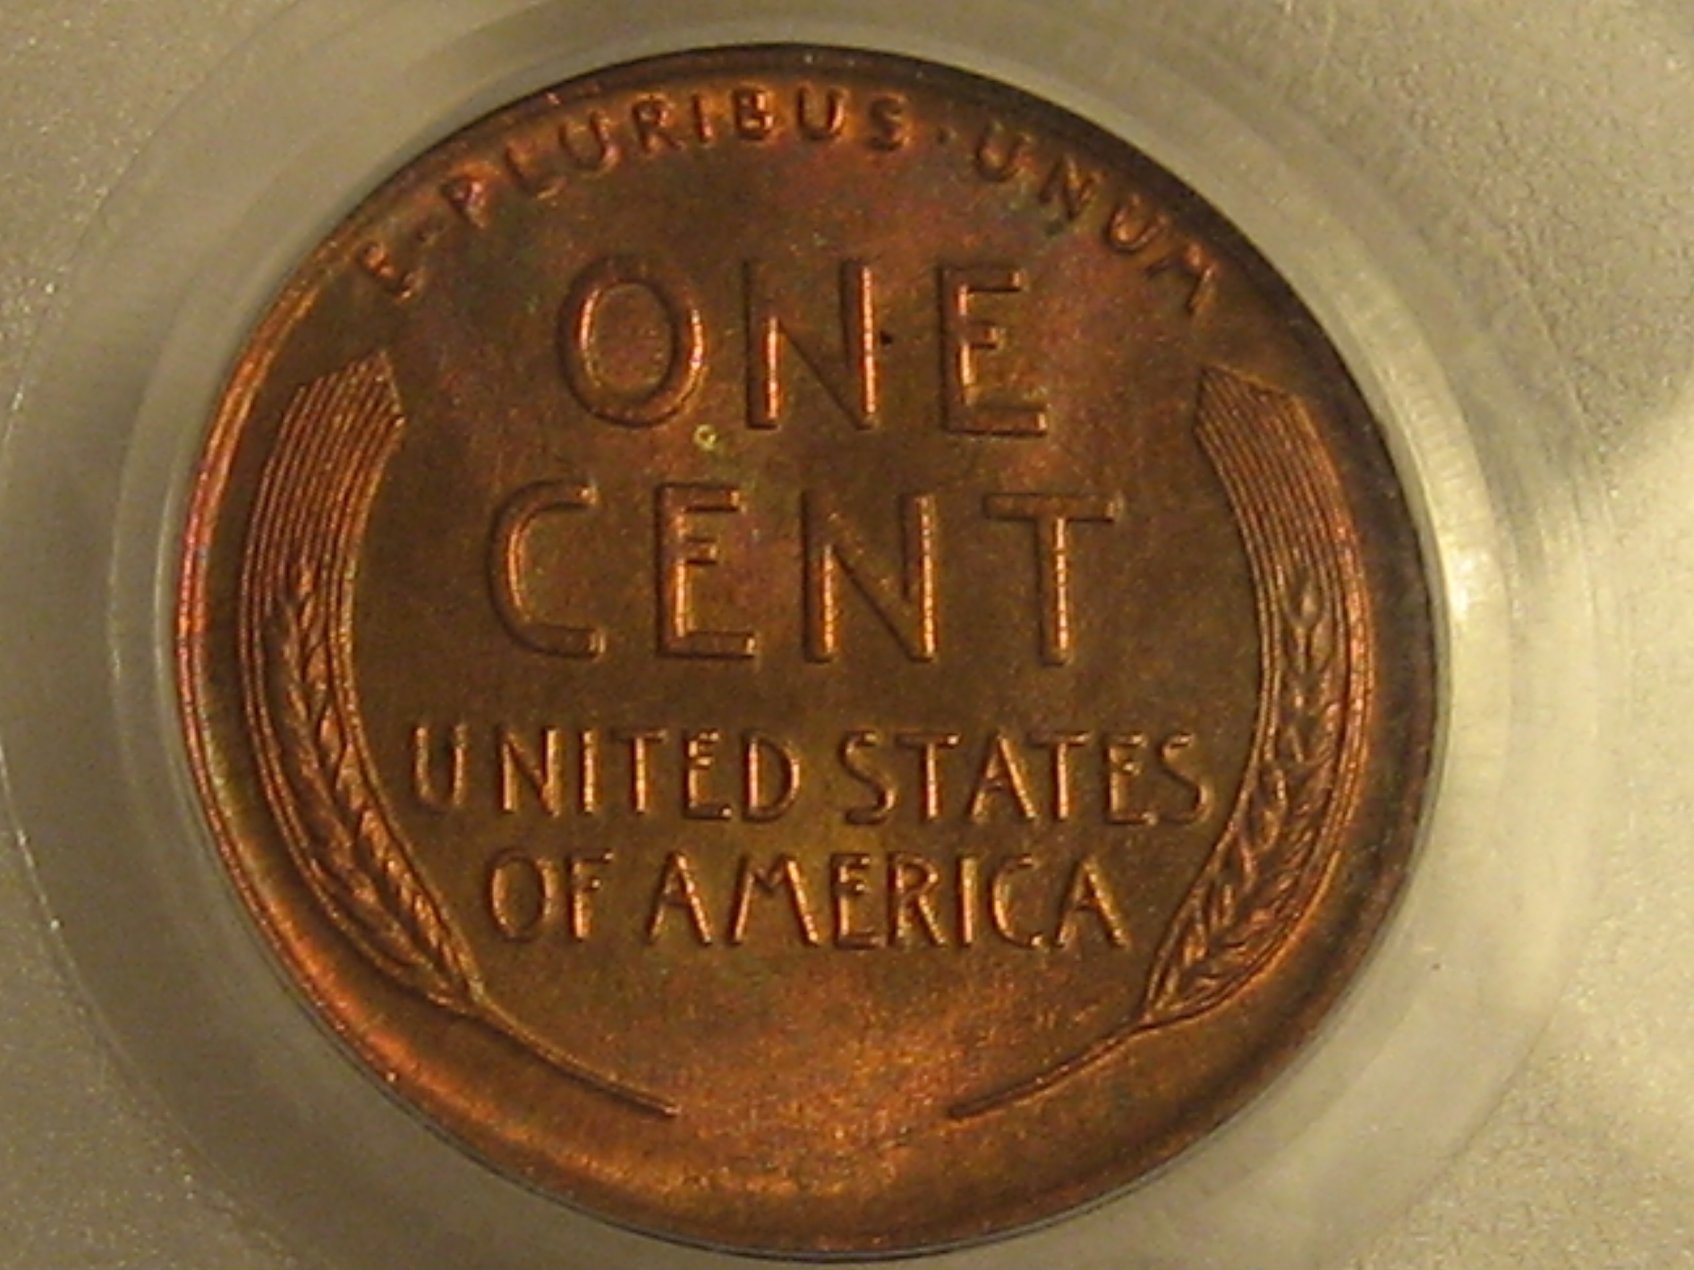 E · PLURIBUS · UNUM
ONE
CENT
UNITED STATES
OF AMERICA